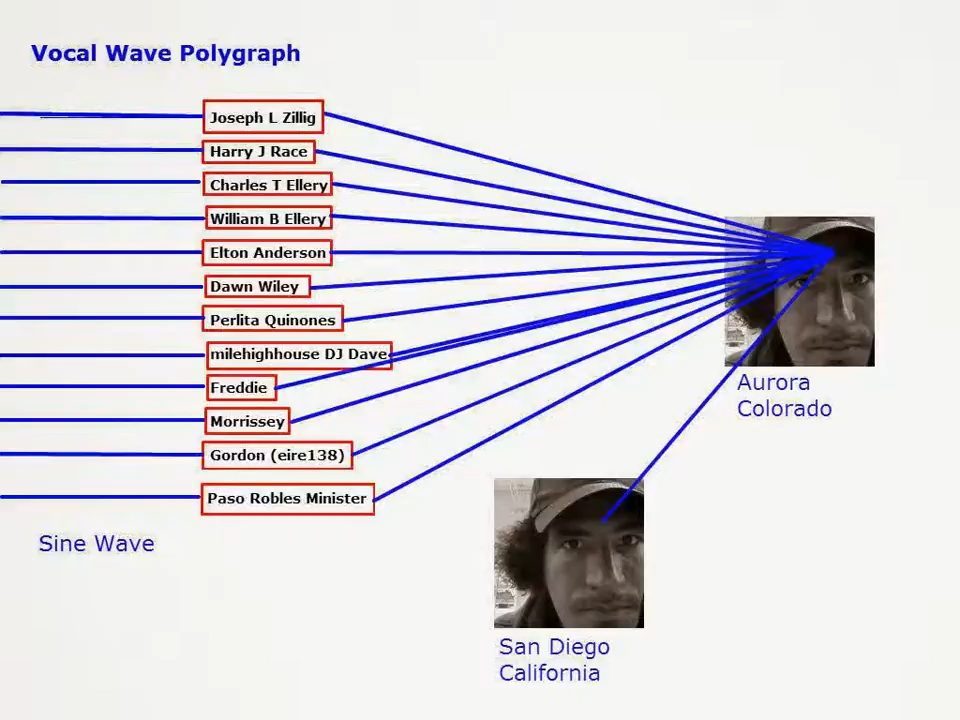 Vocal Wave Polygraph
Joseph L Zillig
Harry J Race
Charles T Ellery
William B Ellery
Elton Anderson
Dawn Wiley
Perlita Quinones
milehighhouse DJ Dave
Freddie
Morrissey
Gordon (eire138)
Paso Robles Minister
Sine Wave
Aurora
Colorado
San Diego
California